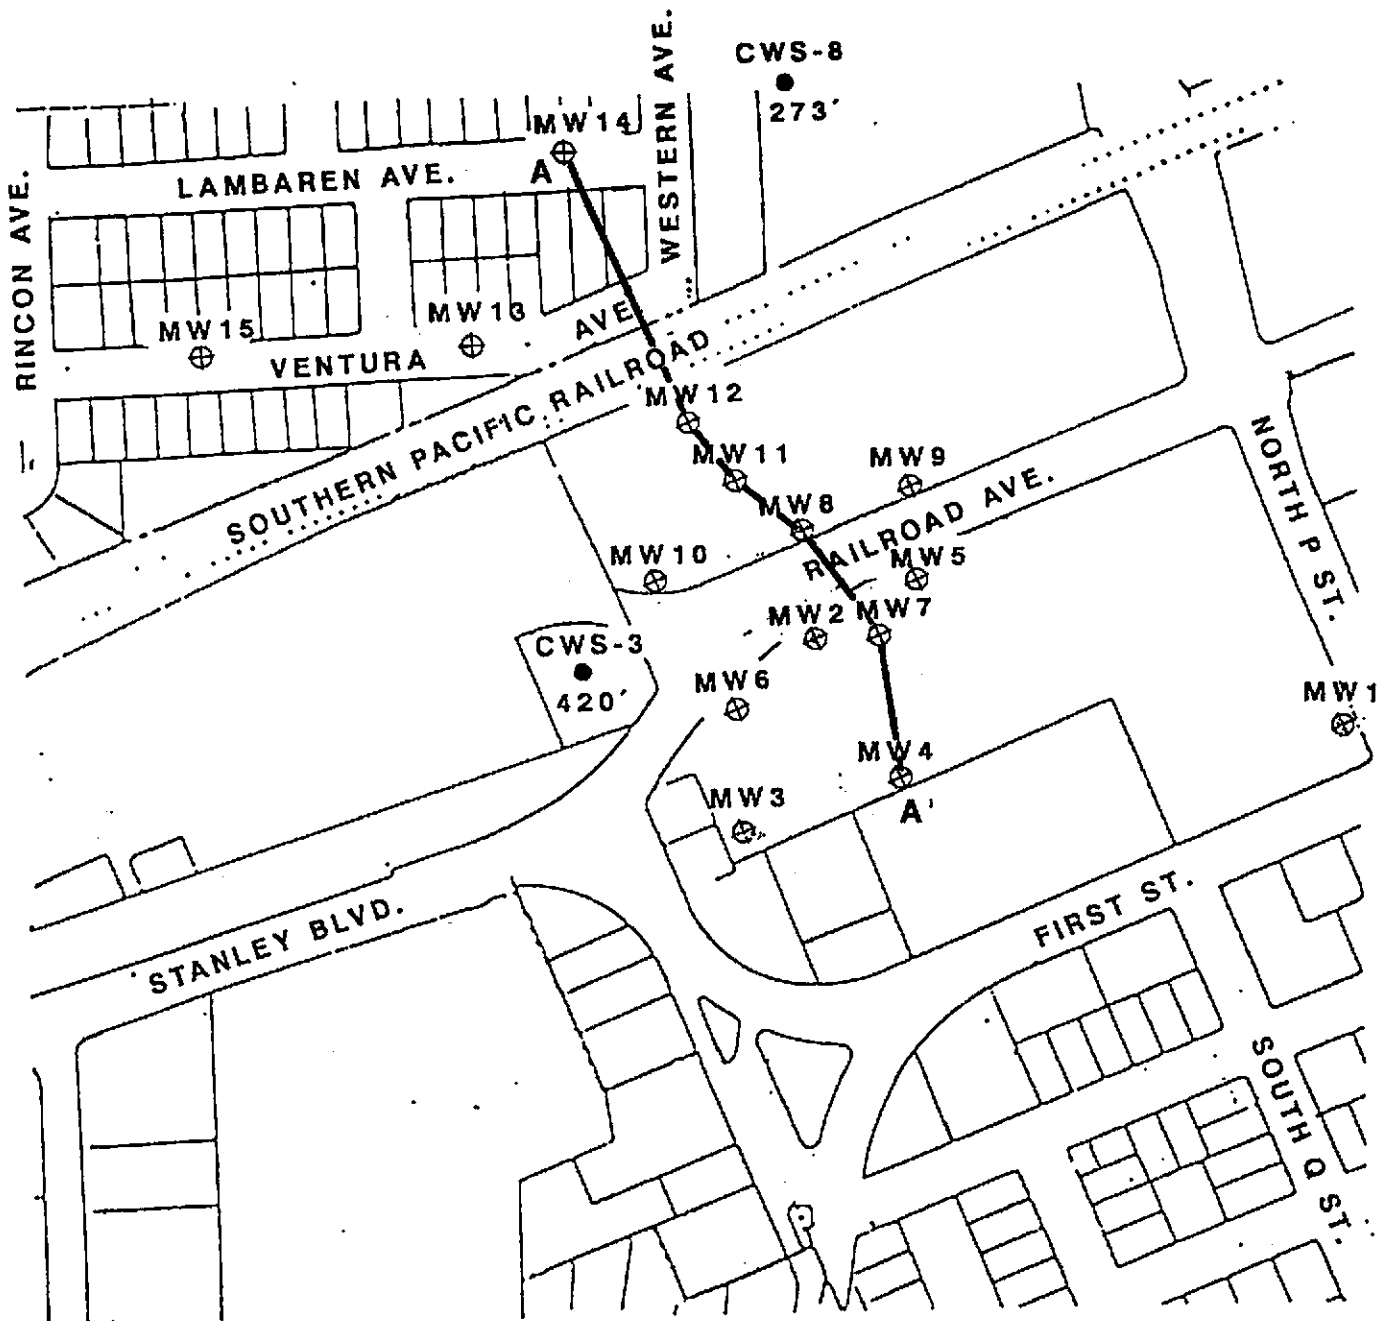 WESTERN AVE.
CWS-8
273'
MW14
A
LAMBAREN AVE.
RINCON AVE.
MW15
MW13
VENTURA
AVE
SOUTHERN PACIFIC RAILROAD
MW12
MW11
MW9
MW8
RAILROAD AVE.
NORTH P ST.
MW10
MW5
MW2
MW7
CWS-3
420'
MW6
MW1
MW4
A'
MW3
FIRST ST.
STANLEY BLVD.
SOUTH Q ST.